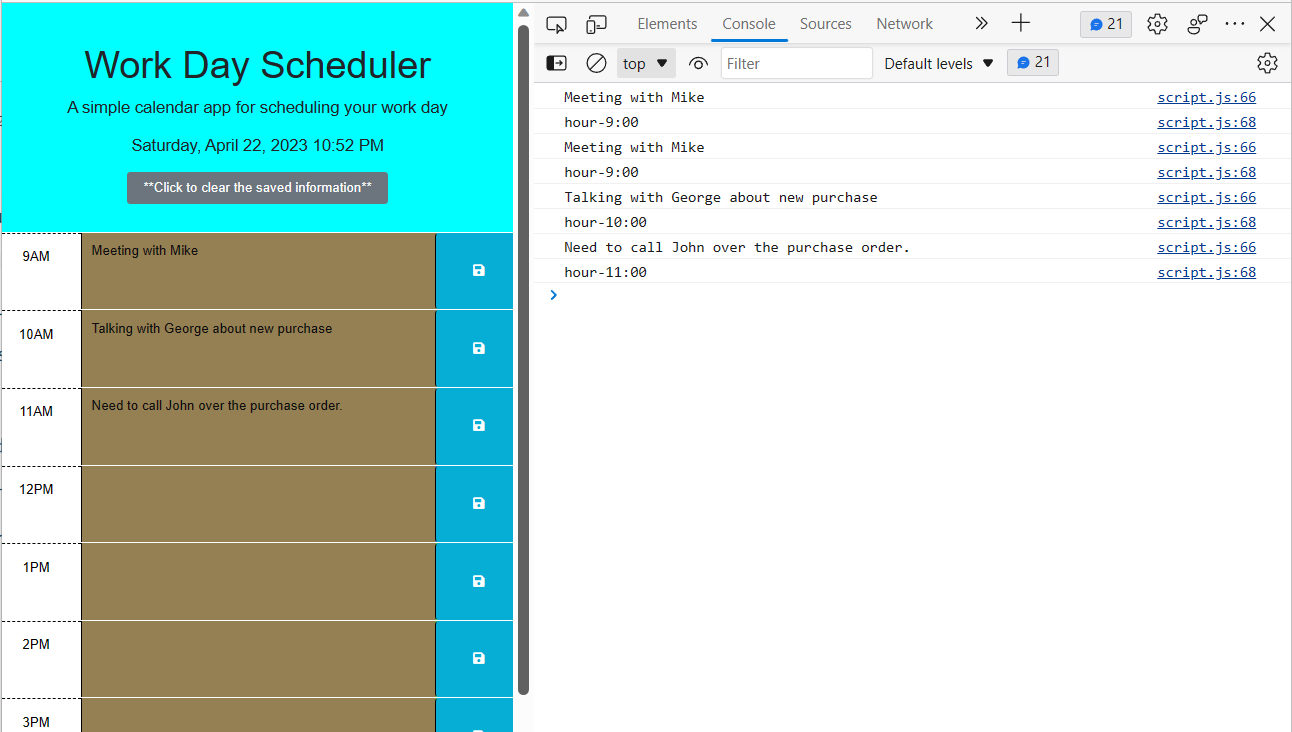 Work Day Scheduler
A simple calendar app for scheduling your work day
Saturday, April 22, 2023 10:52 PM
**Click to clear the saved information**
9AM Meeting with Mike
10AM Talking with George about new purchase
11AM Need to call John over the purchase order.
12PM
1PM
2PM
3PM
Elements Console Sources Network 21
top Filter Default levels 21
Meeting with Mike script.js:66
hour-9:00 script.js:68
Meeting with Mike script.js:66
hour-9:00 script.js:68
Talking with George about new purchase script.js:66
hour-10:00 script.js:68
Need to call John over the purchase order. script.js:66
hour-11:00 script.js:68